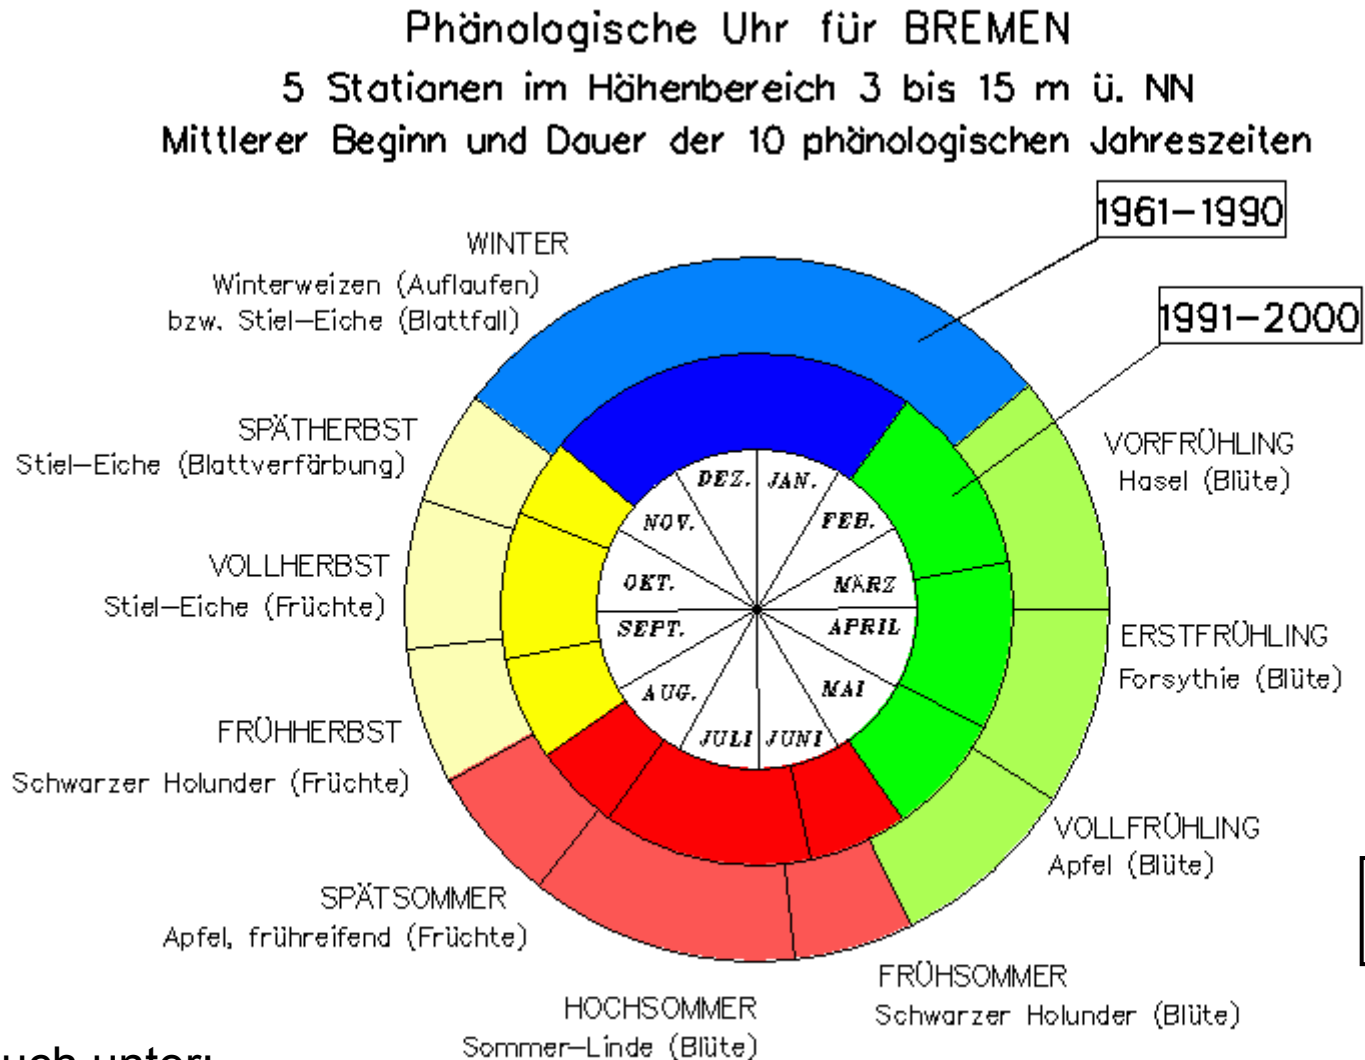 Phänologische Uhr für BREMEN
5 Stationen im Höhenbereich 3 bis 15 m ü. NN
Mittlerer Beginn und Dauer der 10 phänologischen Jahreszeiten
1961–1990
1991–2000
WINTER
Winterweizen (Auflaufen)
bzw. Stiel–Eiche (Blattfall)
SPÄTHERBST
Stiel–Eiche (Blattverfärbung)
VOLLHERBST
Stiel–Eiche (Früchte)
FRÜHHERBST
Schwarzer Holunder (Früchte)
SPÄTSOMMER
Apfel, frühreifend (Früchte)
HOCHSOMMER
Sommer–Linde (Blüte)
FRÜHSOMMER
Schwarzer Holunder (Blüte)
VOLLFRÜHLING
Apfel (Blüte)
ERSTFRÜHLING
Forsythie (Blüte)
VORFRÜHLING
Hasel (Blüte)
DEZ.
JAN.
NOV.
FEB.
OKT.
MÄRZ
SEPT.
APRIL
AUG.
MAI
JULI
JUNI
unter: